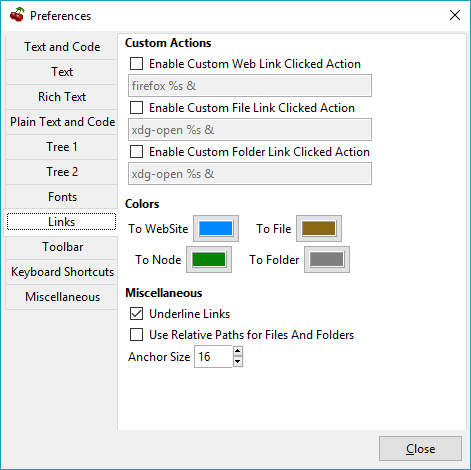 Preferences
Text and Code
Text
Rich Text
Plain Text and Code
Tree 1
Tree 2
Fonts
Links
Toolbar
Keyboard Shortcuts
Miscellaneous
Custom Actions
Enable Custom Web Link Clicked Action
firefox %s &
Enable Custom File Link Clicked Action
xdg-open %s &
Enable Custom Folder Link Clicked Action
xdg-open %s &
Colors
To WebSite To File
To Node To Folder
Miscellaneous
Underline Links
Use Relative Paths for Files And Folders
Anchor Size 16
Close